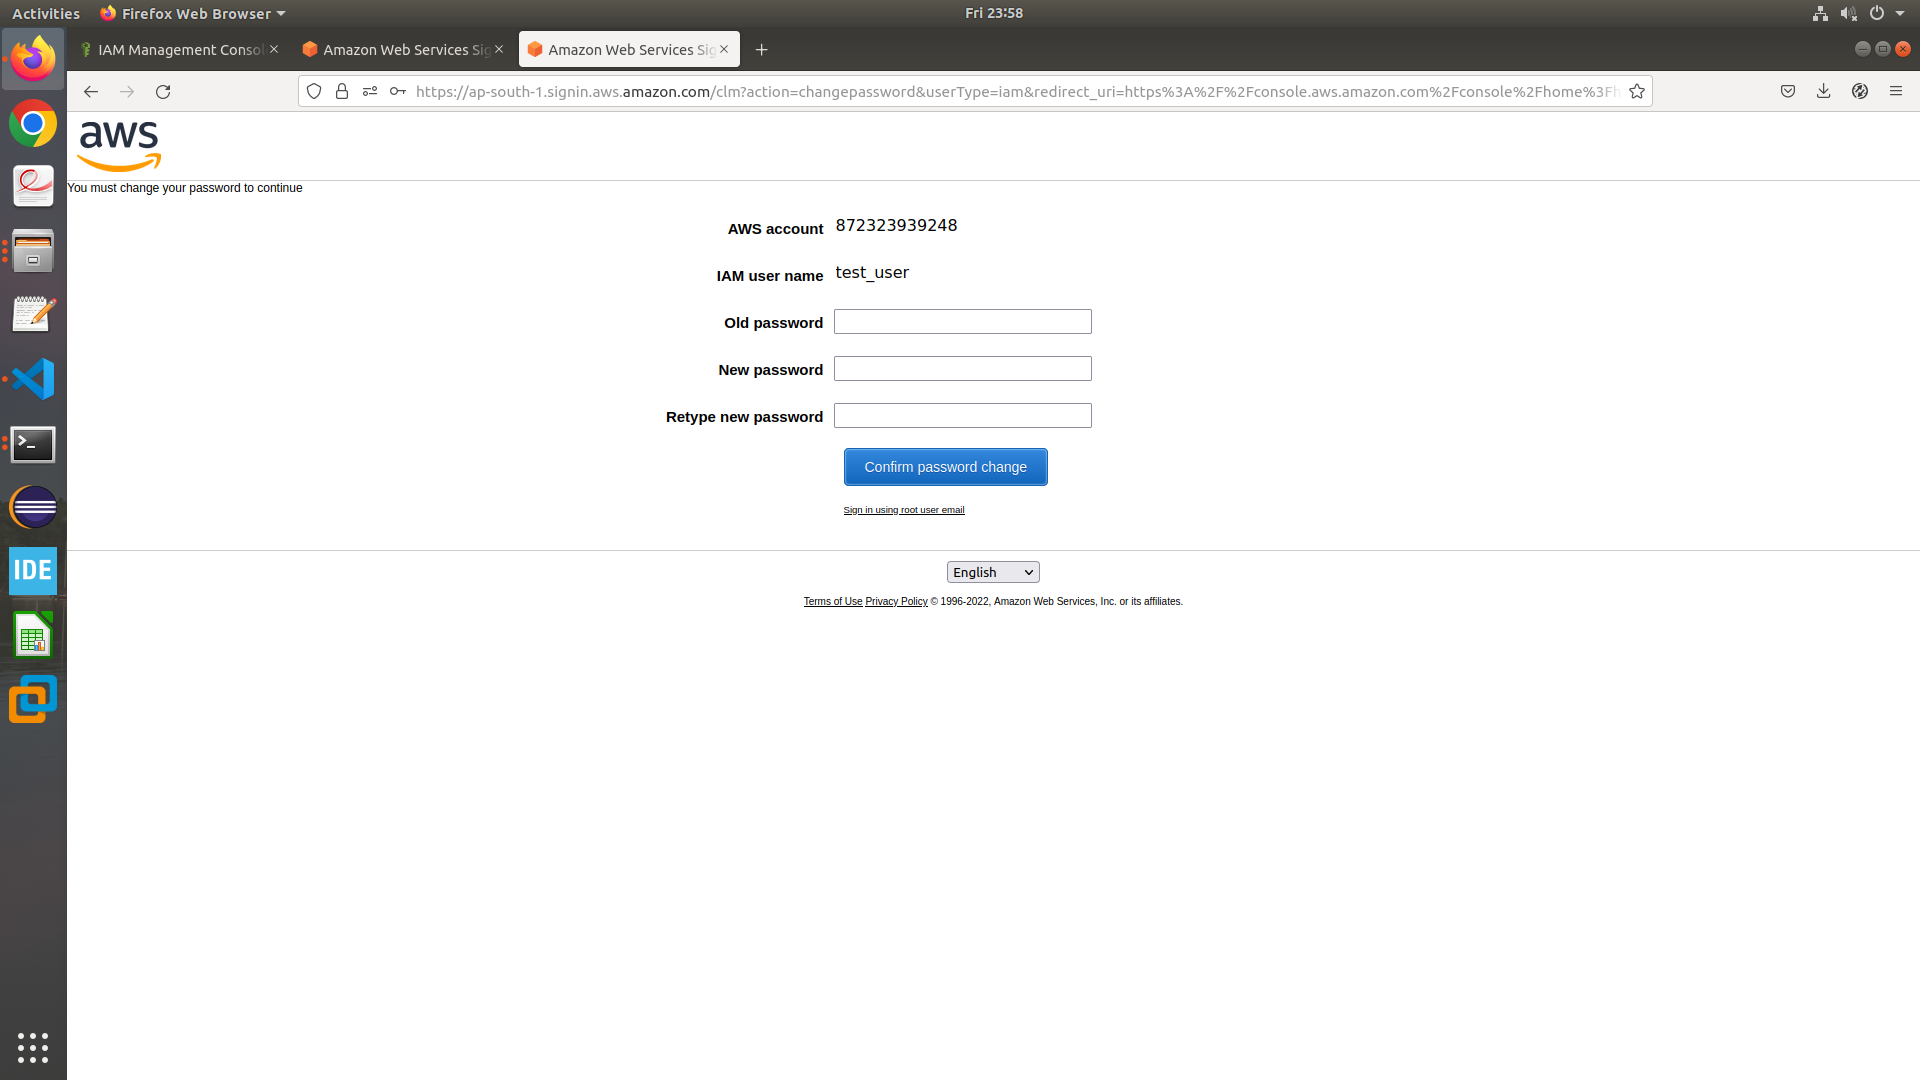 Activities Firefox Web Browser Fri 23:58
IAM Management Consol Amazon Web Services Sig Amazon Web Services Sig
https://ap-south-1.signin.aws.amazon.com/clm?action=changepassword&userType=iam&redirect_uri=https%3A%2F%2Fconsole.aws.amazon.com%2Fconsole%2Fhome%3Fh
aws
You must change your password to continue
AWS account 872323939248
IAM user name test_user
Old password
New password
Retype new password
Confirm password change
Sign in using root user email
IDE
English
Terms of Use Privacy Policy © 1996-2022, Amazon Web Services, Inc. or its affiliates.